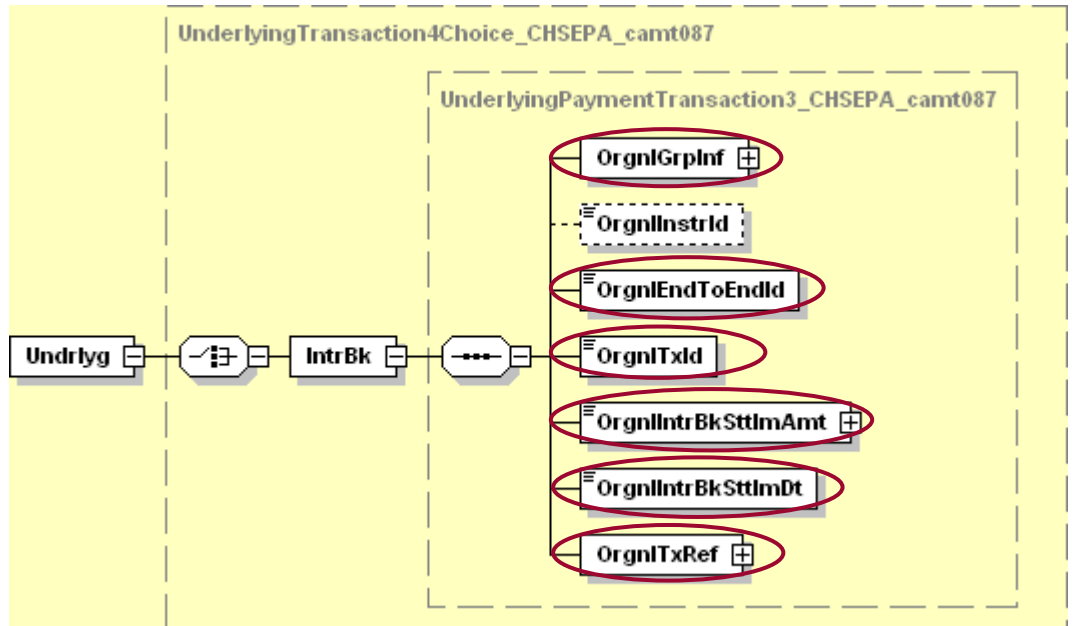 UnderlyingTransaction4Choice_CHSEPA_camt087
UnderlyingPaymentTransaction3_CHSEPA_camt087
OrgnlGrpInf
OrgnlInstrId
OrgnlEndToEndId
Undrlyg
IntrBk
OrgnlTxId
OrgnlIntrBkSttlmAmt
OrgnlIntrBkSttlmDt
OrgnlTxRef